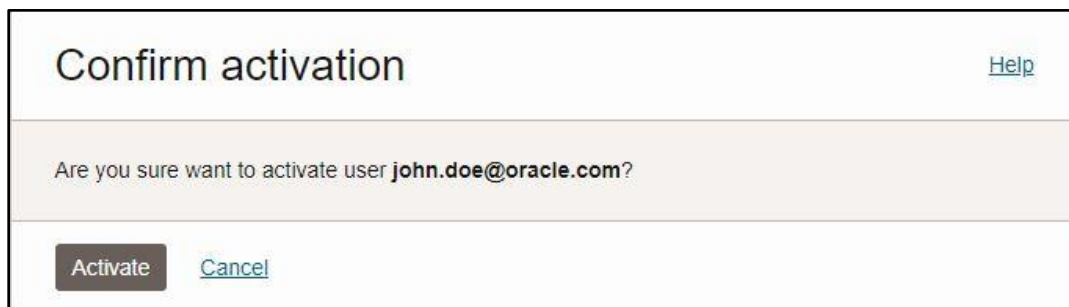 Confirm activation
Help
Are you sure want to activate user john.doe@oracle.com?
Activate
Cancel